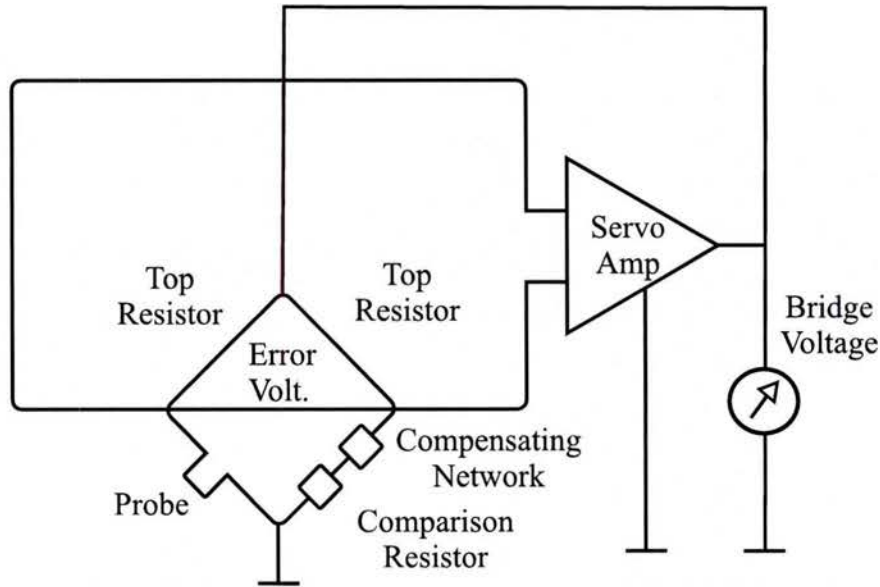 Servo
Amp
Top
Resistor
Top
Resistor
Bridge
Voltage
Error
Volt.
Compensating
Network
Probe
Comparison
Resistor